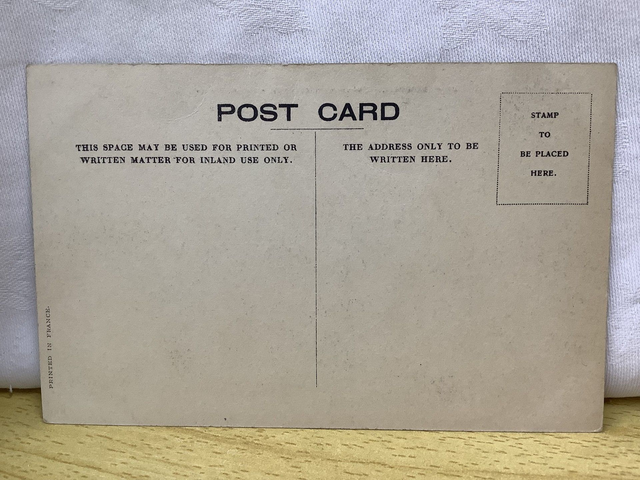 POST CARD
THIS SPACE MAY BE USED FOR PRINTED OR
WRITTEN MATTER FOR INLAND USE ONLY.
THE ADDRESS ONLY TO BE
WRITTEN HERE.
STAMP
TO
BE PLACED
HERE.
PRINTED IN FRANCE.